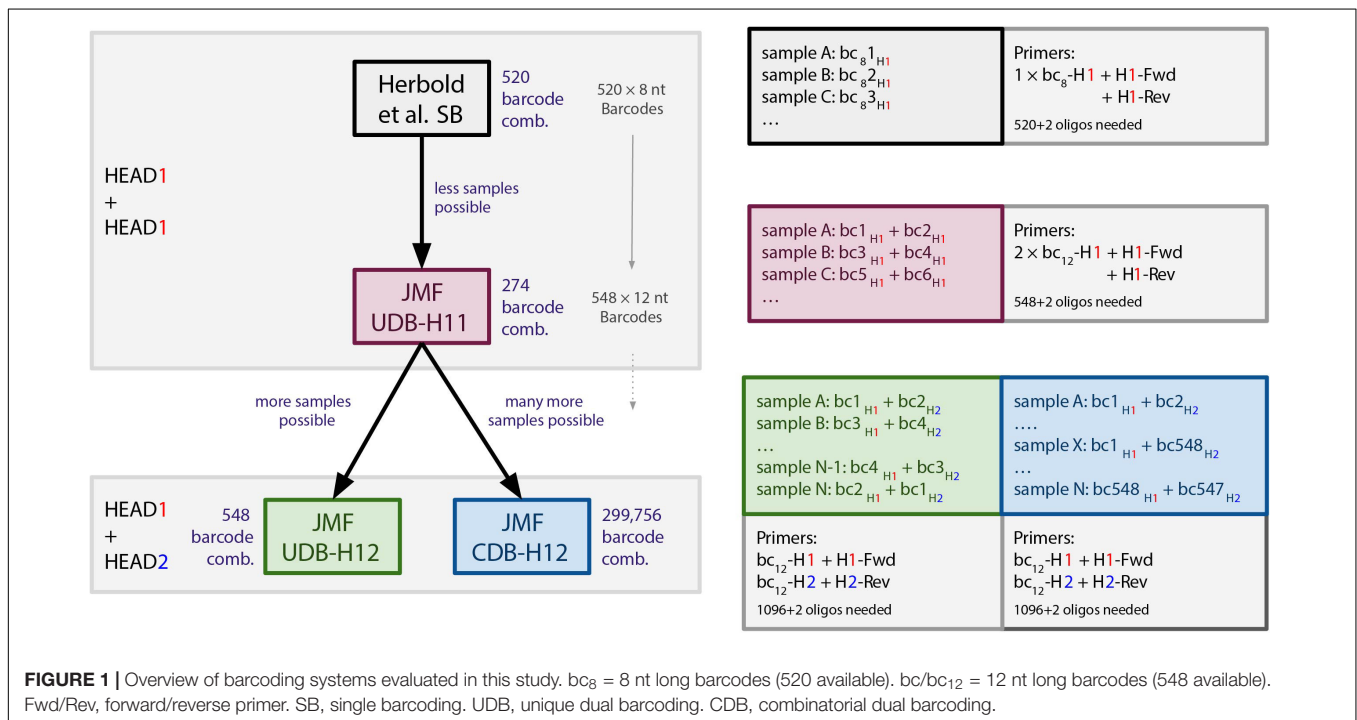 Herbold
et al. SB
520
barcode
comb.
520 × 8 nt
Barcodes
HEAD1
+
HEAD1
less samples
possible
JMF
UDB-H11
274
barcode
comb.
548 × 12 nt
Barcodes
more samples
possible
many more
samples possible
HEAD1
+
HEAD2
548
barcode
comb.
JMF
UDB-H12
JMF
CDB-H12
299,756
barcode
comb.
sample A: bc₈1H1
sample B: bc₈2H1
sample C: bc₈3H1
...
Primers:
1 × bc₈-H1 + H1-Fwd
+ H1-Rev
520+2 oligos needed
sample A: bc1H1 + bc2H1
sample B: bc3H1 + bc4H1
sample C: bc5H1 + bc6H1
...
Primers:
2 × bc₁₂-H1 + H1-Fwd
+ H1-Rev
548+2 oligos needed
sample A: bc1H1 + bc2H2
sample B: bc3H1 + bc4H2
...
sample N-1: bc4H1 + bc3H2
sample N: bc2H1 + bc1H2
sample A: bc1H1 + bc2H2
....
sample X: bc1H1 + bc548H2
...
sample N: bc548H1 + bc547H2
Primers:
bc₁₂-H1 + H1-Fwd
bc₁₂-H2 + H2-Rev
1096+2 oligos needed
Primers:
bc₁₂-H1 + H1-Fwd
bc₁₂-H2 + H2-Rev
1096+2 oligos needed
FIGURE 1 | Overview of barcoding systems evaluated in this study. bc₈ = 8 nt long barcodes (520 available). bc/bc₁₂ = 12 nt long barcodes (548 available).
Fwd/Rev, forward/reverse primer. SB, single barcoding. UDB, unique dual barcoding. CDB, combinatorial dual barcoding.